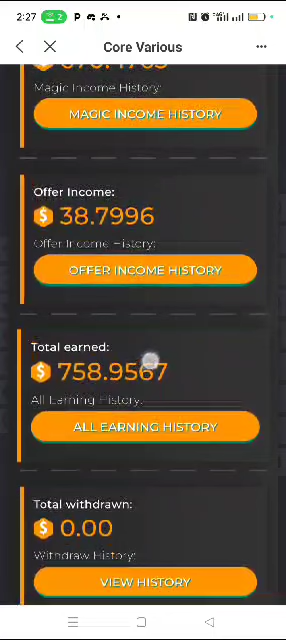 2:27
Core Various
Magic Income History:
MAGIC INCOME HISTORY
Offer Income:
38.7996
Offer Income History:
OFFER INCOME HISTORY
Total earned:
758.9567
All Earning History:
ALL EARNING HISTORY
Total withdrawn:
0.00
Withdraw History:
VIEW HISTORY